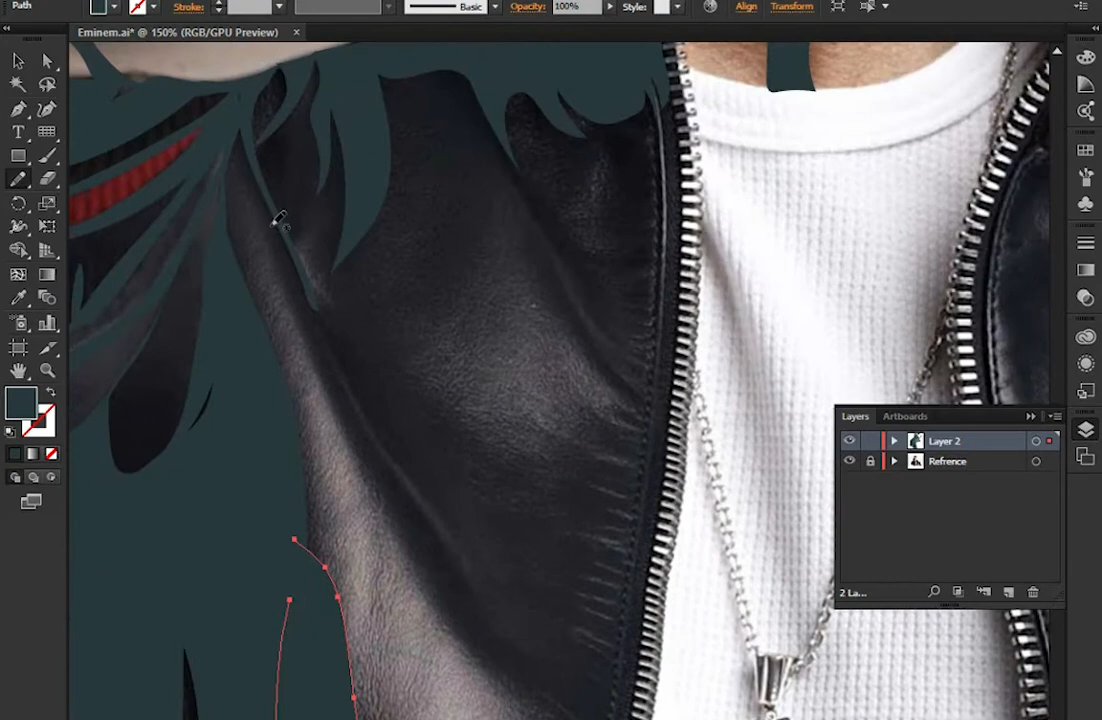 Path
Stroke:
Basic
Opacity: 100%
Style:
Align
Transform
Eminem.ai* @ 150% (RGB/GPU Preview)
Layers
Artboards
Layer 2
Refrence
2 La...